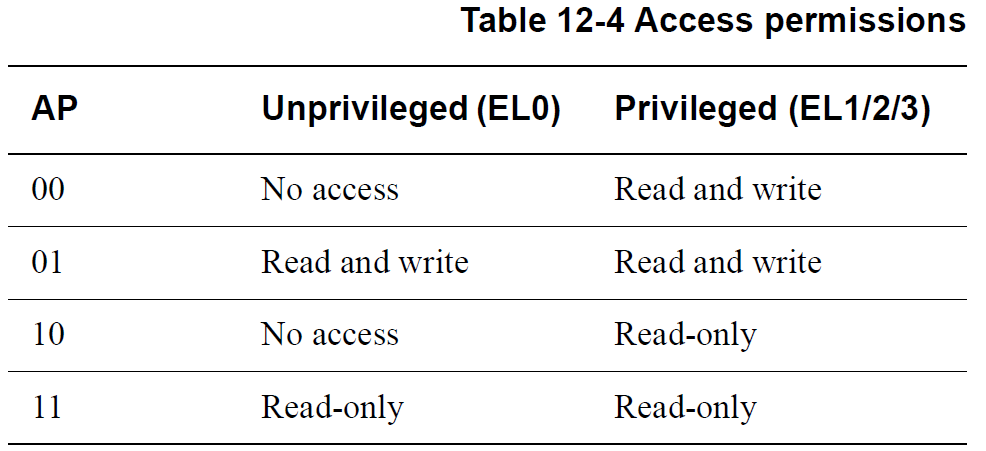 Table 12-4 Access permissions
AP Unprivileged (EL0) Privileged (EL1/2/3)
00 No access Read and write
01 Read and write Read and write
10 No access Read-only
11 Read-only Read-only